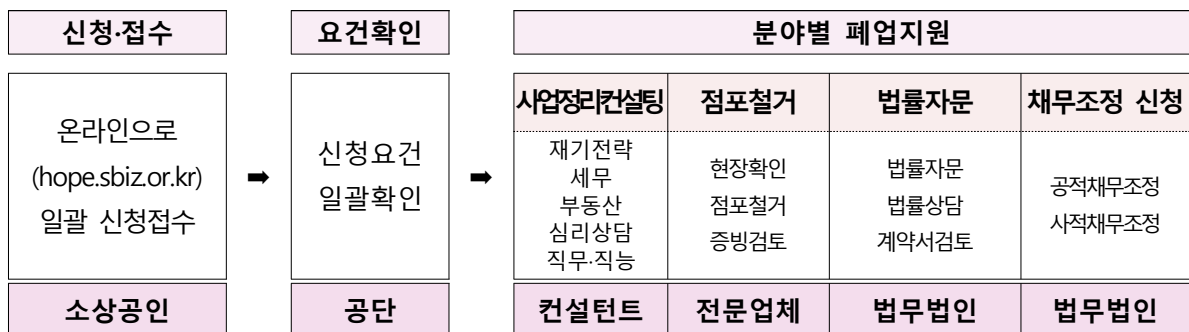 신청·접수
요건확인
분야별 폐업지원
온라인으로
(hope.sbiz.or.kr)
일괄 신청접수
➡
신청요건
일괄확인
➡
사업정리컨설팅
재기전략
세무
부동산
심리상담
직무·직능
점포철거
현장확인
점포철거
증빙검토
법률자문
법률자문
법률상담
계약서검토
채무조정 신청
공적채무조정
사적채무조정
소상공인
공단
컨설턴트
전문업체
법무법인
법무법인